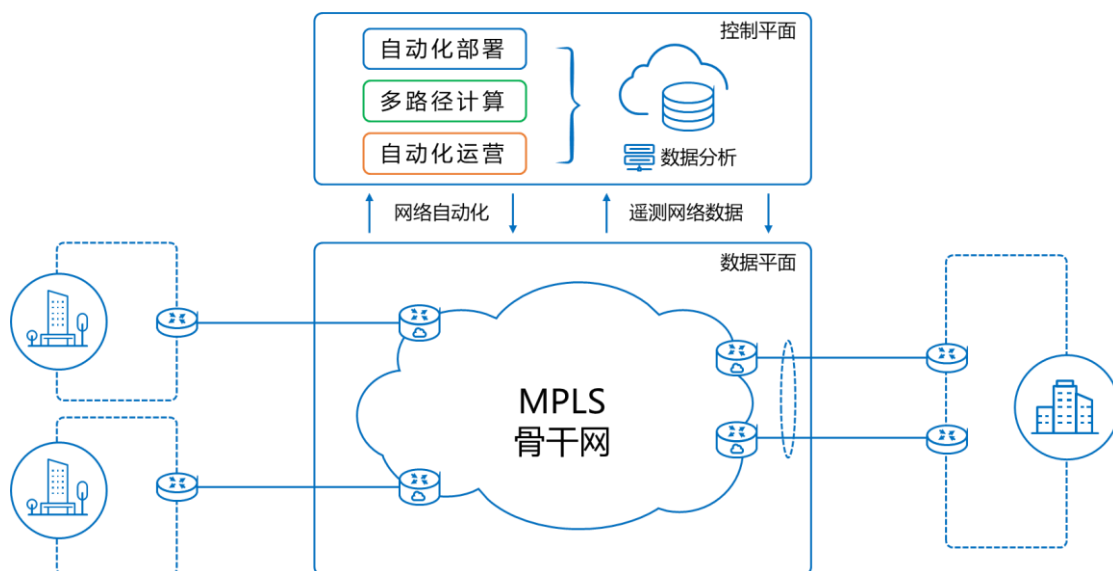 控制平面
自动化部署
多路径计算
自动化运营
数据分析
网络自动化
遥测网络数据
数据平面
MPLS
骨干网